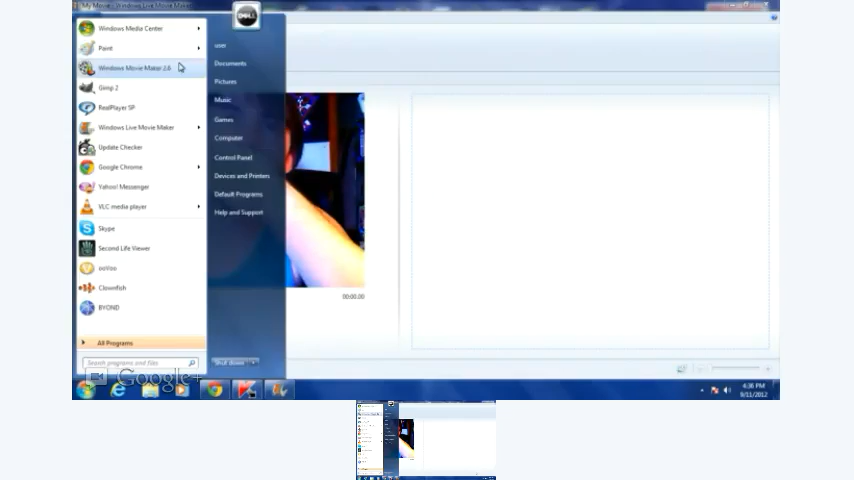 My Movie - Windows Live Movie Maker
DELL
Windows Media Center
Paint
Windows Movie Maker 2.6
Gimp 2
RealPlayer SP
Windows Live Movie Maker
Update Checker
Google Chrome
Yahoo! Messenger
VLC media player
Skype
Second Life Viewer
ooVoo
Clownfish
BYOND
All Programs
Search programs and files
user
Documents
Pictures
Music
Games
Computer
Control Panel
Devices and Printers
Default Programs
Help and Support
Shut down
00:00.00
Google+
4:36 PM
9/11/2012